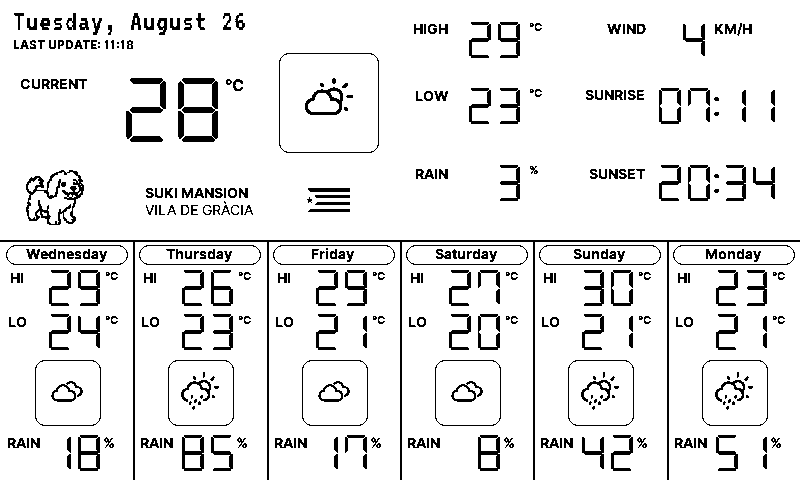 Tuesday, August 26
LAST UPDATE: 11:18
CURRENT 28 °C
SUKI MANSION
VILA DE GRÀCIA
HIGH 29 °C
LOW 23 °C
RAIN 3 %
WIND 4 KM/H
SUNRISE 07:11
SUNSET 20:34
Wednesday
HI 29 °C
LO 24 °C
RAIN 18 %
Thursday
HI 26 °C
LO 23 °C
RAIN 85 %
Friday
HI 29 °C
LO 21 °C
RAIN 17 %
Saturday
HI 27 °C
LO 20 °C
RAIN 8 %
Sunday
HI 30 °C
LO 21 °C
RAIN 42 %
Monday
HI 23 °C
LO 21 °C
RAIN 51 %